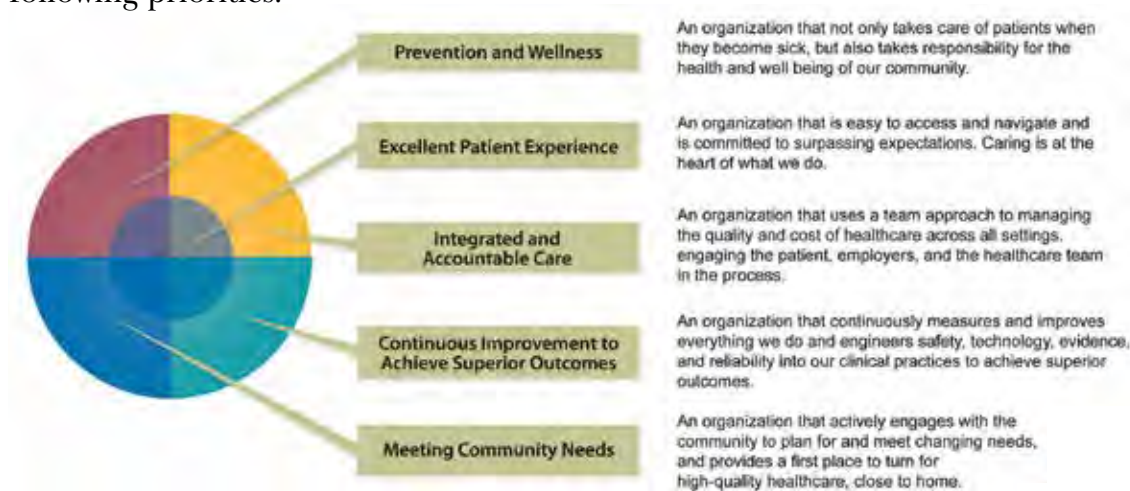 following priorities.
Prevention and Wellness
An organization that not only takes care of patients when
they become sick, but also takes responsibility for the
health and well being of our community.
Excellent Patient Experience
An organization that is easy to access and navigate and
is committed to surpassing expectations. Caring is at the
heart of what we do.
Integrated and
Accountable Care
An organization that uses a team approach to managing
the quality and cost of healthcare across all settings,
engaging the patient, employers, and the healthcare team
in the process.
Continuous Improvement to
Achieve Superior Outcomes
An organization that continuously measures and improves
everything we do and engineers safety, technology, evidence,
and reliability into our clinical practices to achieve superior
outcomes.
Meeting Community Needs
An organization that actively engages with the
community to plan for and meet changing needs,
and provides a first place to turn for
high-quality healthcare, close to home.